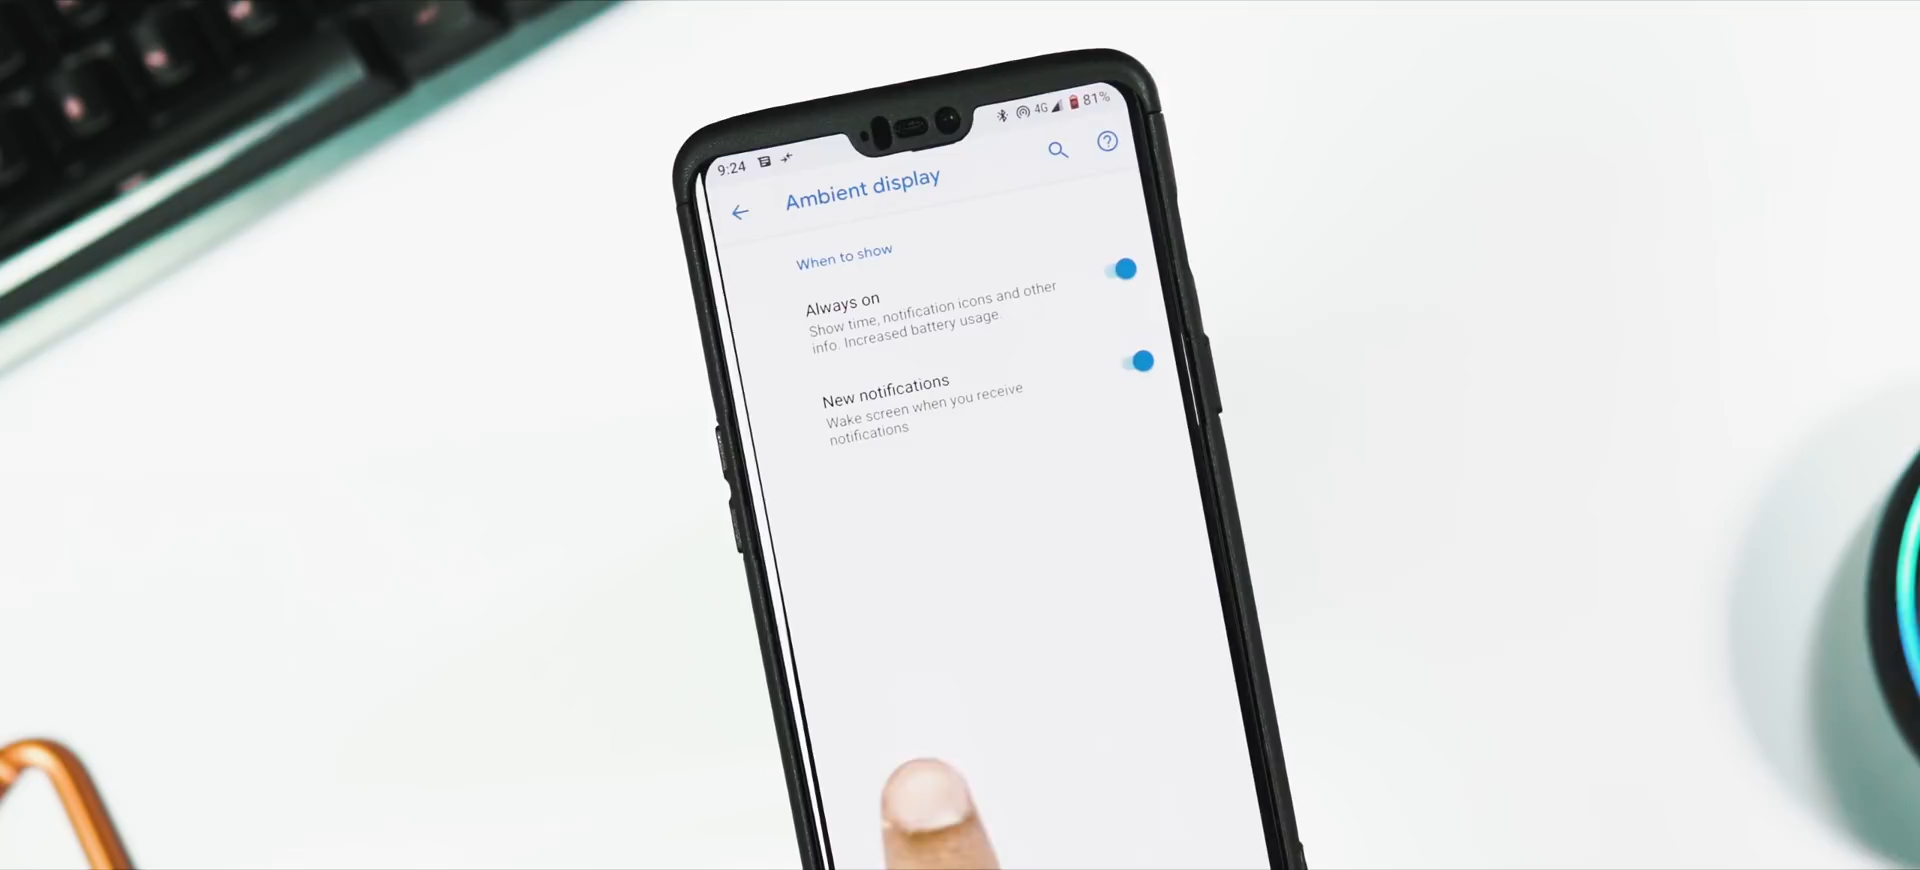 9:24 4G 81%
Ambient display
When to show
Always on
Show time, notification icons and other
info. Increased battery usage.
New notifications
Wake screen when you receive
notifications